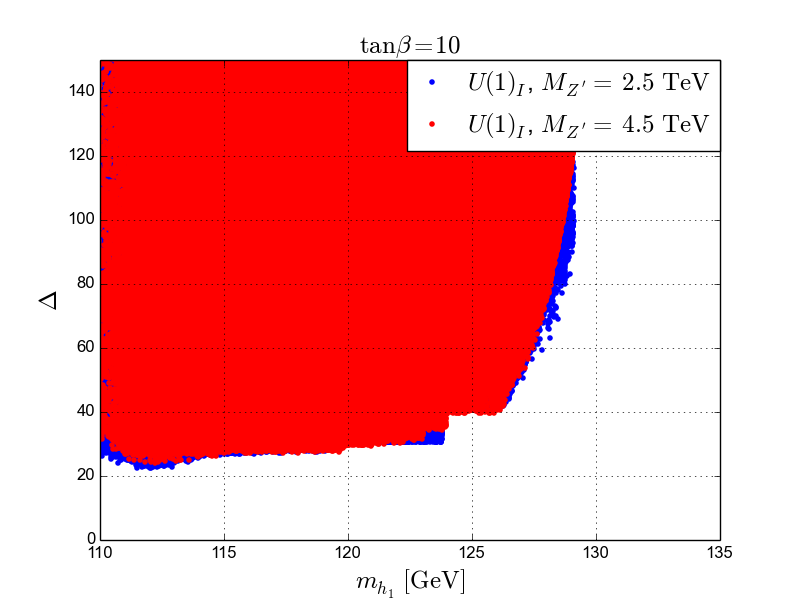 tanβ=10
U(1)_I, M_Z′ = 2.5 TeV
U(1)_I, M_Z′ = 4.5 TeV
140
120
100
80
60
40
20
0
Δ
110 115 120 125 130 135
m_h₁ [GeV]